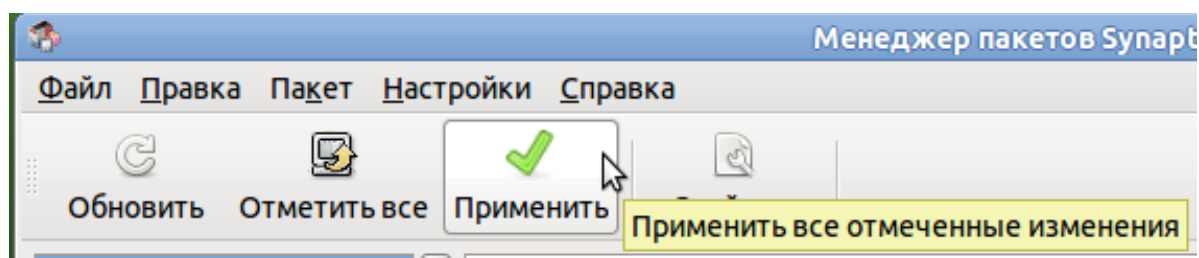 Менеджер пакетов Synapt
Файл Правка Пакет Настройки Справка
Обновить Отметить все Применить
Применить все отмеченные изменения